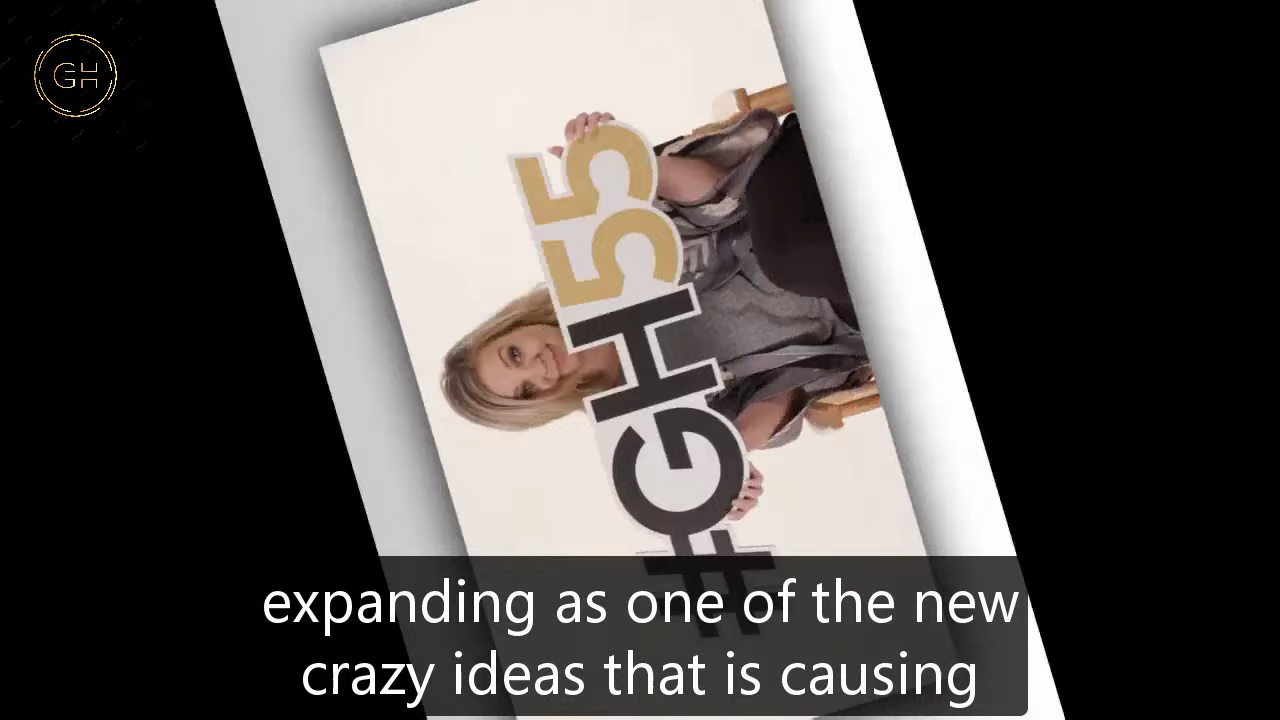 GH
#GH55
expanding as one of the new
crazy ideas that is causing